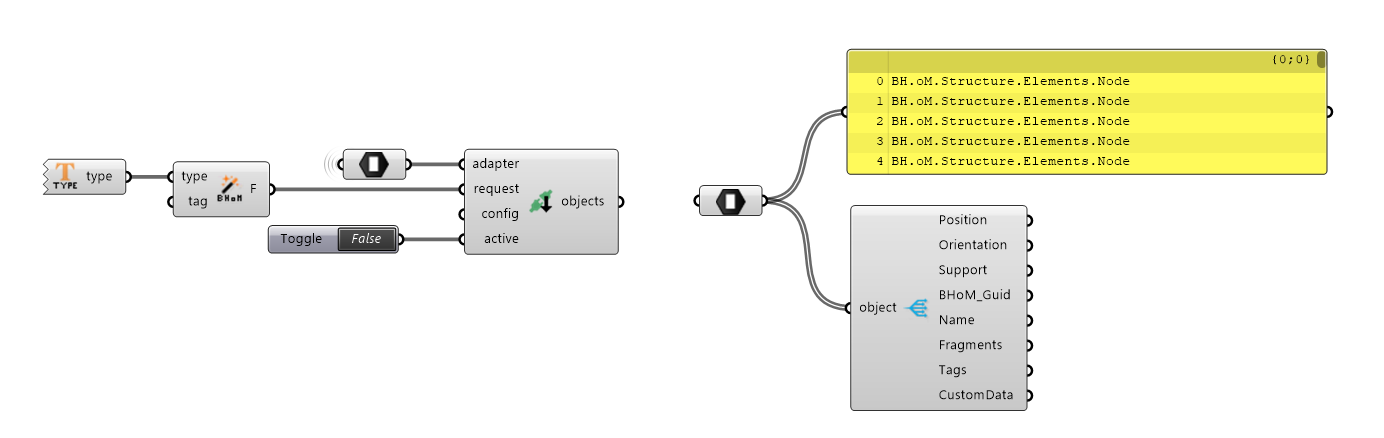 T
TYPE
type
type
tag
BHoM
F
Toggle
False
adapter
request
config
active
objects
{0;0}
0 BH.oM.Structure.Elements.Node
1 BH.oM.Structure.Elements.Node
2 BH.oM.Structure.Elements.Node
3 BH.oM.Structure.Elements.Node
4 BH.oM.Structure.Elements.Node
object
Position
Orientation
Support
BHoM_Guid
Name
Fragments
Tags
CustomData